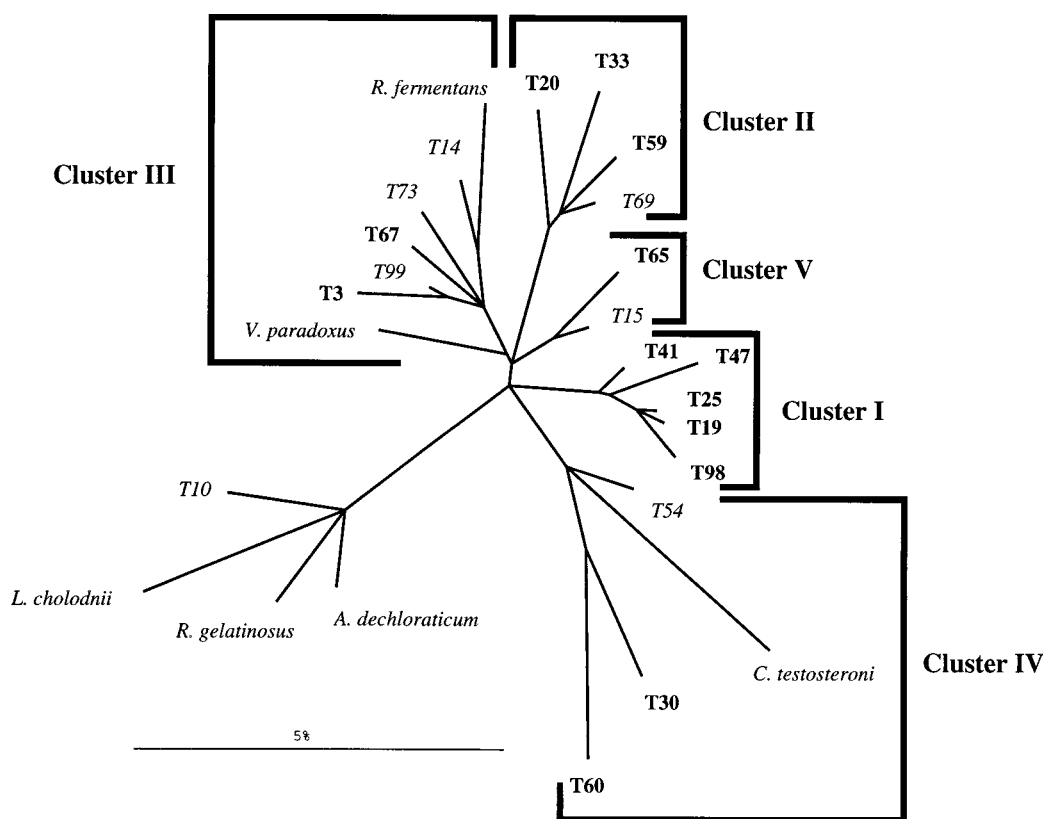 T33
R. fermentans
T20
Cluster II
T14
T59
Cluster III
T73
T69
T67
T65
T99
Cluster V
T3
T15
V. paradoxus
T41
T47
T25
Cluster I
T19
T98
T10
T54
L. cholodnii
A. dechloraticum
R. gelatinosus
Cluster IV
C. testosteroni
T30
5%
T60